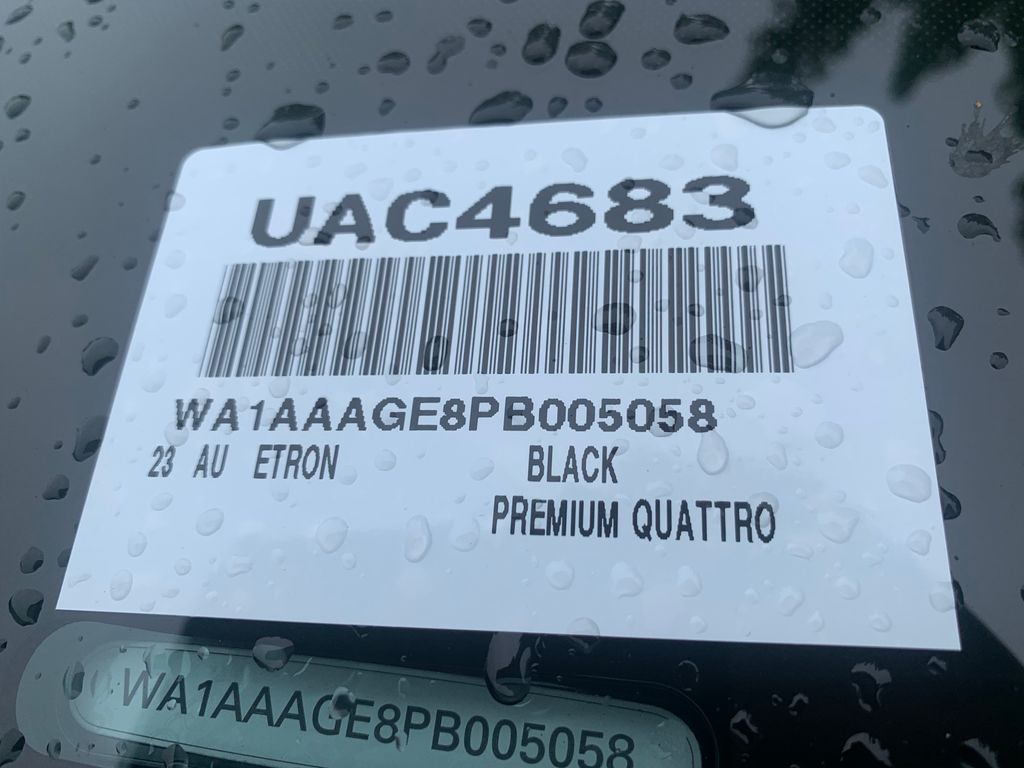 UAC4683
WA1AAAGE8PB005058
23 AU ETRON BLACK
PREMIUM QUATTRO
WA1AAAGE8PB005058